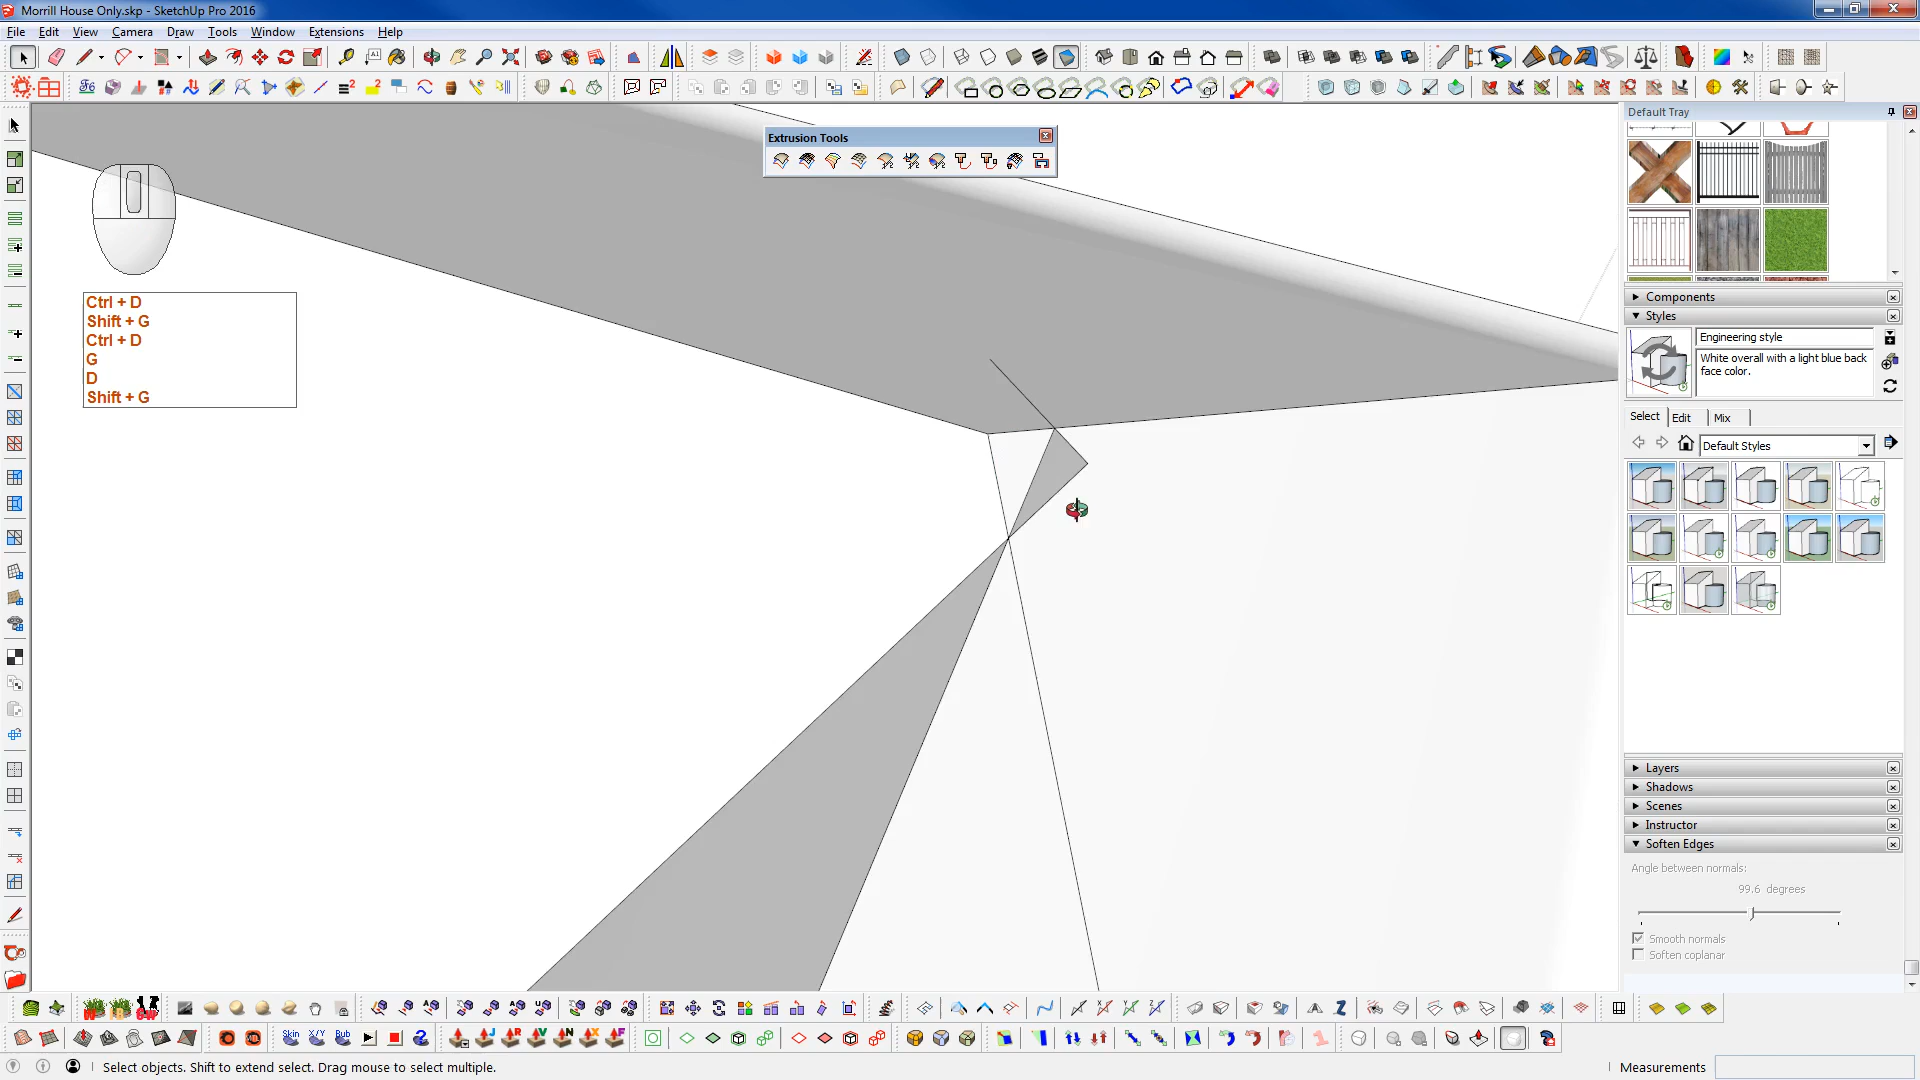 Morrill House Only.skp - SketchUp Pro 2016
File Edit View Camera Draw Tools Window Extensions Help
Extrusion Tools
Default Tray
Ctrl + D
Shift + G
Ctrl + D
G
D
Shift + G
Components
Styles
Engineering style
White overall with a light blue back
face color.
Select Edit Mix
Default Styles
Layers
Shadows
Scenes
Instructor
Soften Edges
Angle between normals:
99.6 degrees
Smooth normals
Soften coplanar
Skin X/Y Bub
Select objects. Shift to extend select. Drag mouse to select multiple.
Measurements